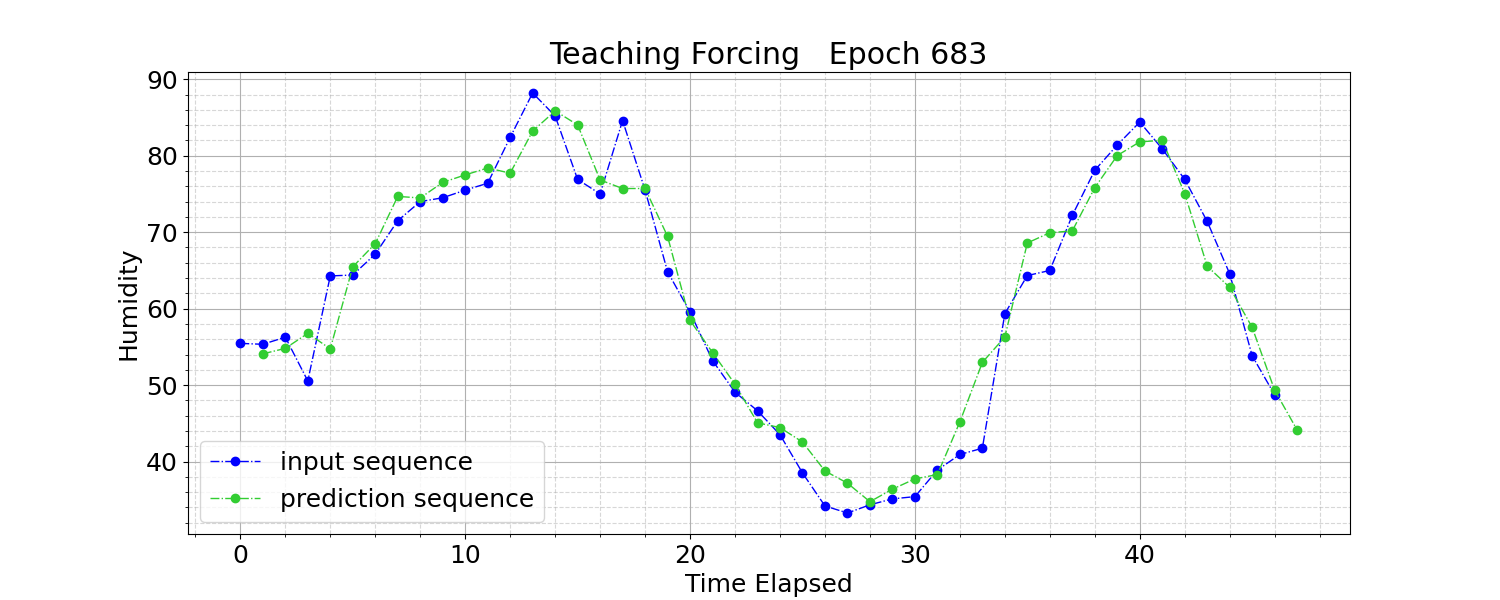 Teaching Forcing   Epoch 683
90
80
70
60
50
40
Humidity
input sequence
prediction sequence
0 10 20 30 40
Time Elapsed